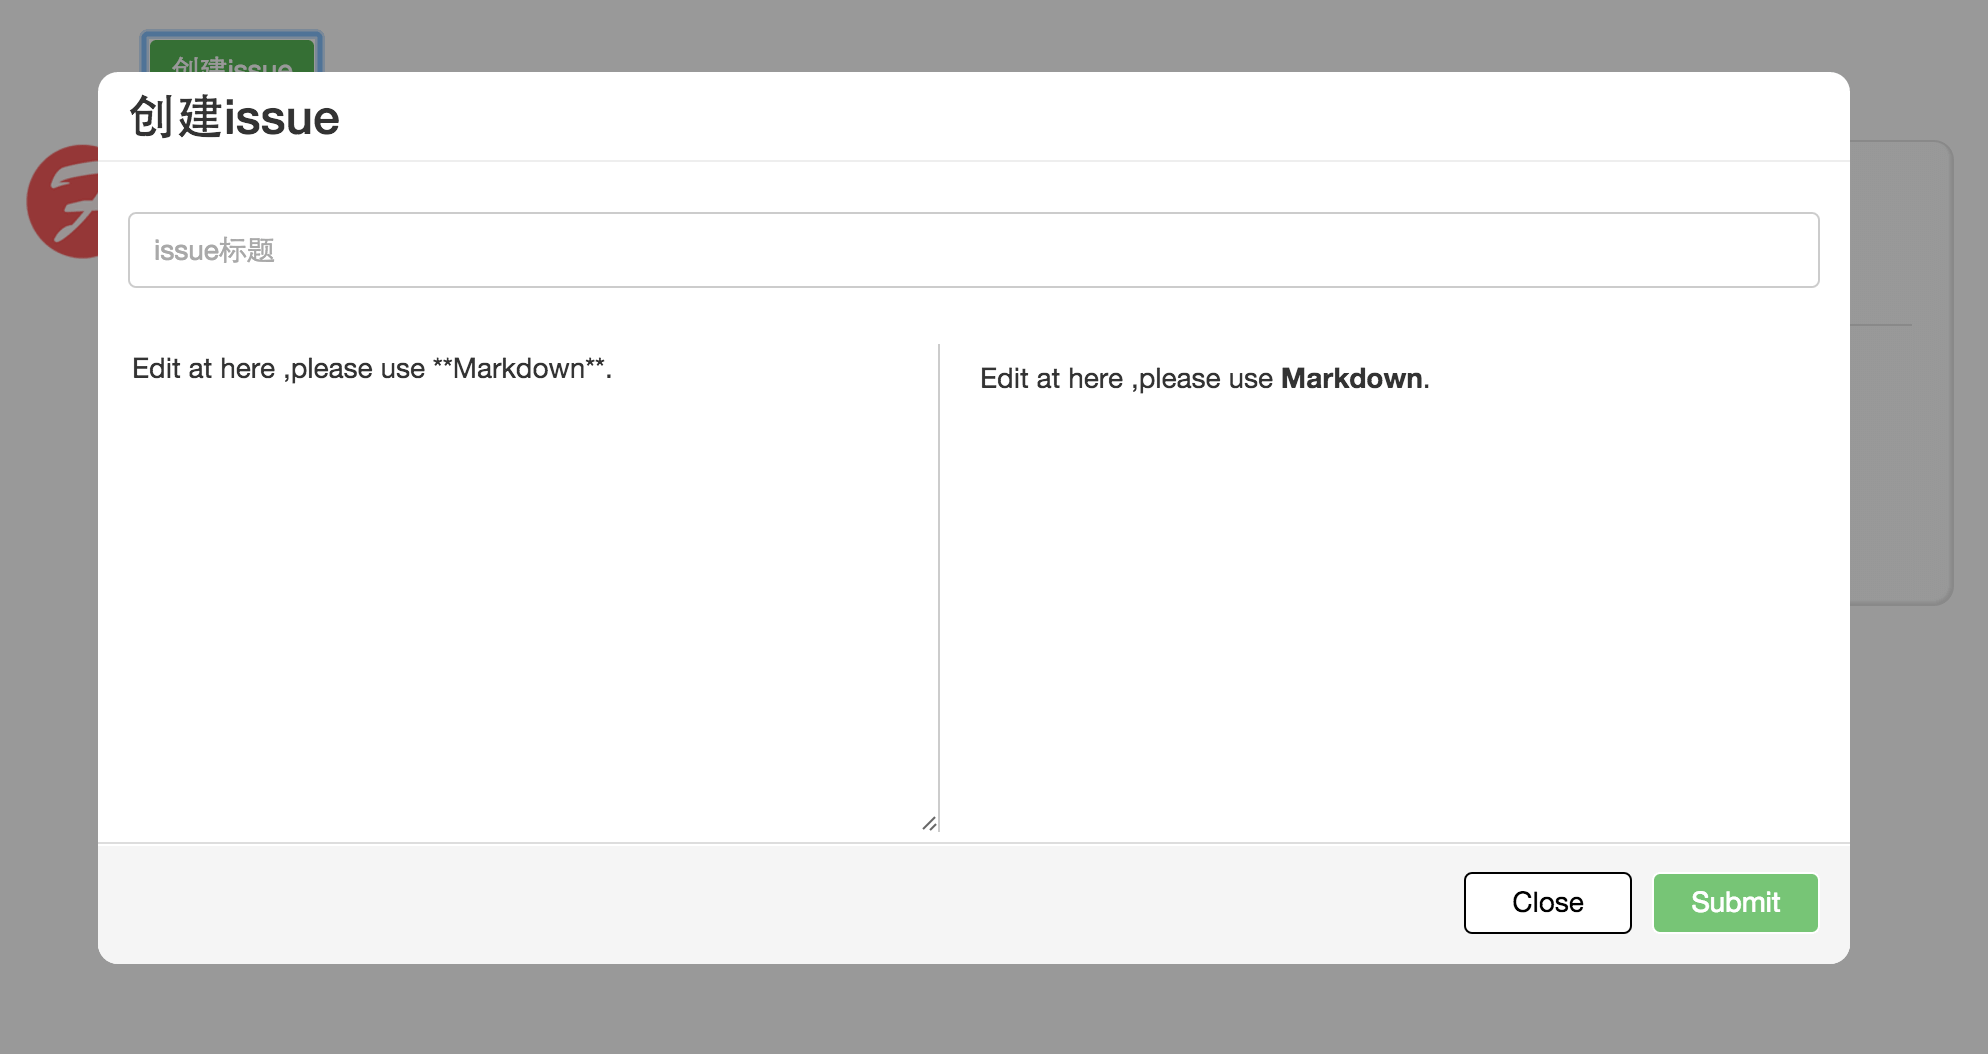 创建issue
创建issue
issue标题
Edit at here ,please use **Markdown**.
Edit at here ,please use Markdown.
Close
Submit